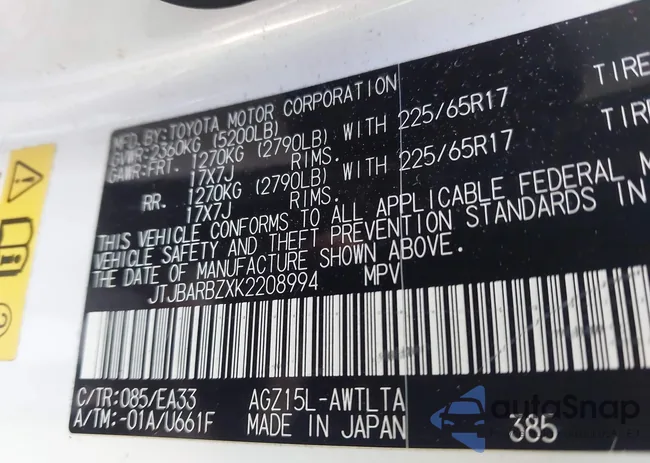 MFD.BY:TOYOTA MOTOR CORPORATION
GVWR:2360KG (5200LB)
GAWR:FRT. 1270KG (2790LB) WITH 225/65R17 TIRE
17X7J RIMS.
RR. 1270KG (2790LB) WITH 225/65R17 TIR
17X7J RIMS.
THIS VEHICLE CONFORMS TO ALL APPLICABLE FEDERAL M
VEHICLE SAFETY AND THEFT PREVENTION STANDARDS IN
THE DATE OF MANUFACTURE SHOWN ABOVE.
JTJBARBZXK2208994 MPV
C/TR:085/EA33 AGZ15L-AWTLTA
A/TM:-01A/U661F MADE IN JAPAN 385
autoSnap